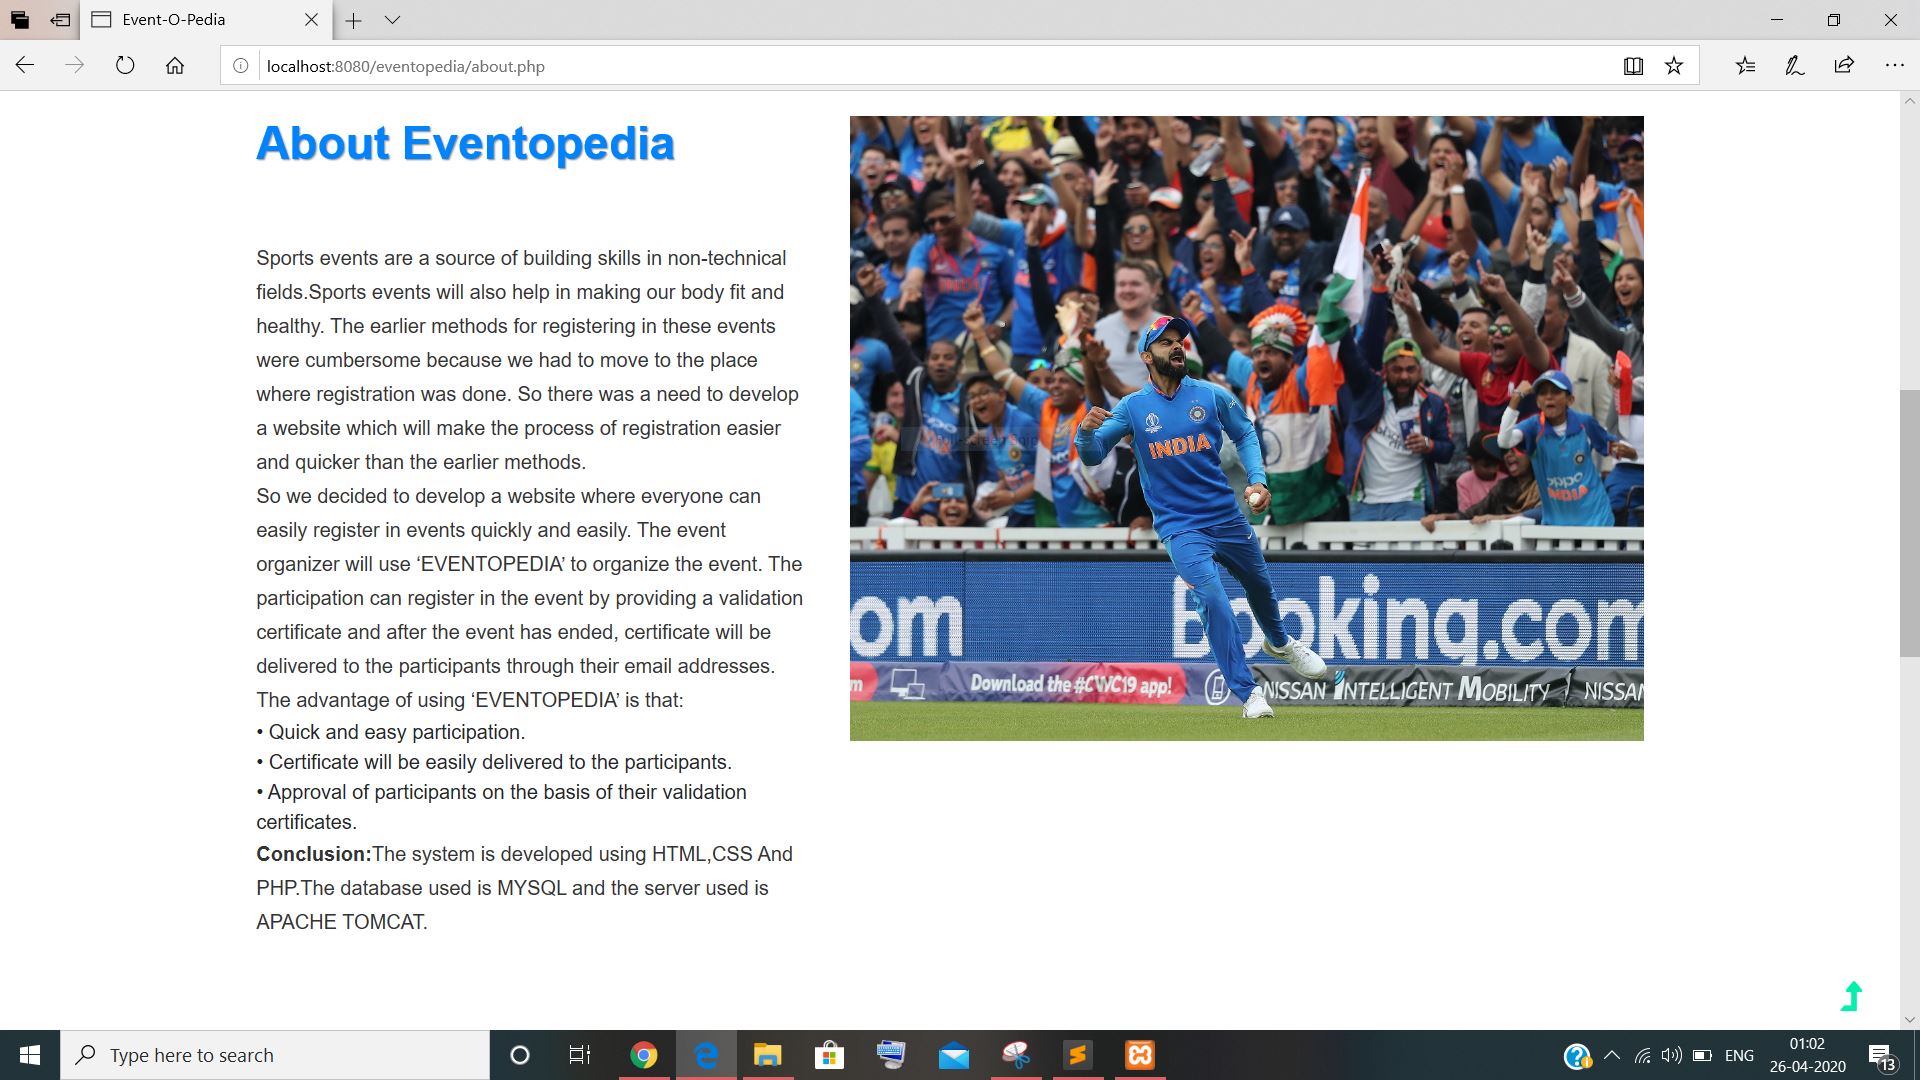 Event-O-Pedia
localhost:8080/eventopedia/about.php
About Eventopedia
Sports events are a source of building skills in non-technical
fields.Sports events will also help in making our body fit and
healthy. The earlier methods for registering in these events
were cumbersome because we had to move to the place
where registration was done. So there was a need to develop
a website which will make the process of registration easier
and quicker than the earlier methods.
So we decided to develop a website where everyone can
easily register in events quickly and easily. The event
organizer will use ‘EVENTOPEDIA’ to organize the event. The
participation can register in the event by providing a validation
certificate and after the event has ended, certificate will be
delivered to the participants through their email addresses.
The advantage of using ‘EVENTOPEDIA’ is that:
• Quick and easy participation.
• Certificate will be easily delivered to the participants.
• Approval of participants on the basis of their validation
certificates.
Conclusion:The system is developed using HTML,CSS And
PHP.The database used is MYSQL and the server used is
APACHE TOMCAT.
Full-screen Snip
INDIA
oppo
INDIA
om
Booking.com
m
Download the #CWC19 app!
NISSAN INTELLIGENT MOBILITY / NISSAN
Type here to search
ENG
01:02
26-04-2020
13